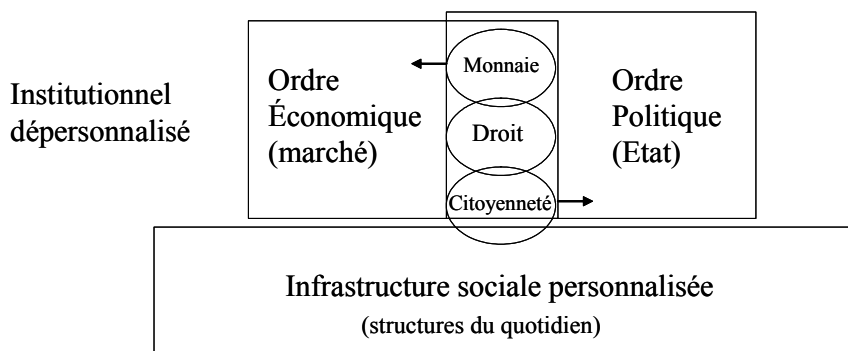 Institutionnel
dépersonnalisé
Ordre
Économique
(marché)
Monnaie
Droit
Citoyenneté
Ordre
Politique
(Etat)
Infrastructure sociale personnalisée
(structures du quotidien)